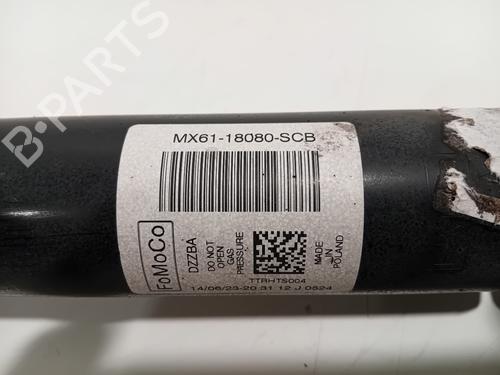 MX61-18080-SCB
FoMoCo
DZZBA
DO NOT
OPEN
GAS
PRESSURE
MADE
IN
POLAND
TTRHTS004
14/06/23-20 31 12 J 0524
B-PARTS